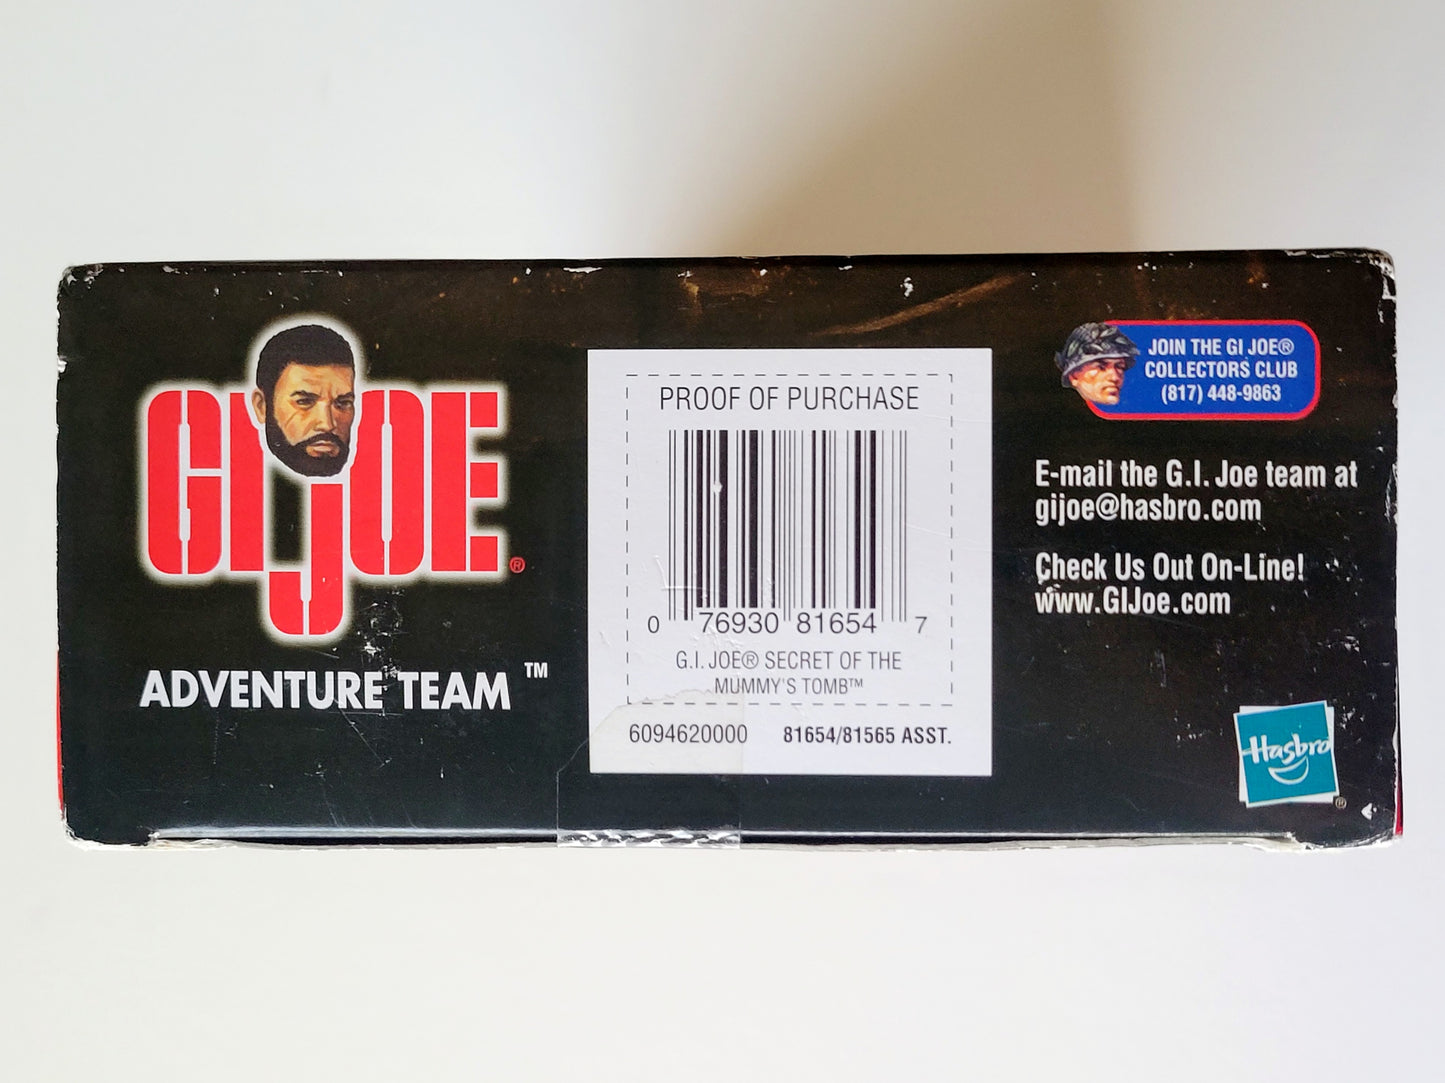 GIJOE®
ADVENTURE TEAM™
PROOF OF PURCHASE
0 76930 81654 7
G.I. JOE® SECRET OF THE
MUMMY'S TOMB™
6094620000 81654/81565 ASST.
JOIN THE GI JOE®
COLLECTORS CLUB
(817) 448-9863
E-mail the G.I. Joe team at
gijoe@hasbro.com
Check Us Out On-Line!
www.GIJoe.com
Hasbro®